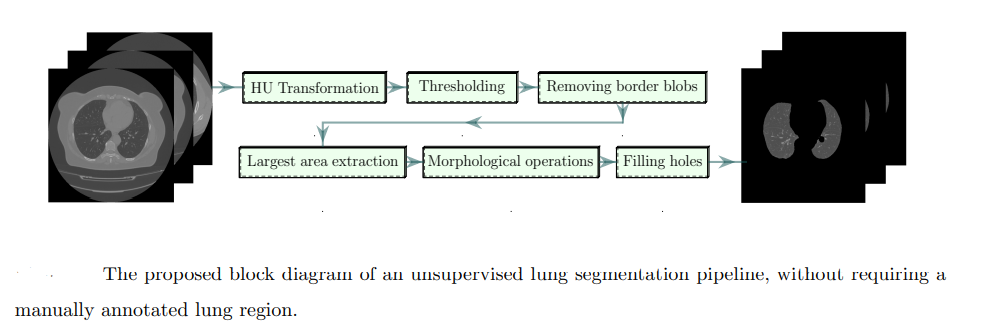 HU Transformation
Thresholding
Removing border blobs
Largest area extraction
Morphological operations
Filling holes
The proposed block diagram of an unsupervised lung segmentation pipeline, without requiring a
manually annotated lung region.